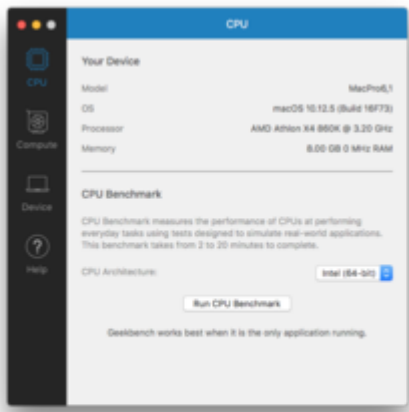 CPU
Your Device
CPU
Model MacPro6,1
OS macOS 10.12.5 (Build 16F73)
Processor AMD Athlon X4 860K @ 3.20 GHz
Compute
Memory 8.00 GB 0 MHz RAM
CPU Benchmark
Device
CPU Benchmark measures the performance of CPUs at performing
everyday tasks using tests designed to simulate real-world applications.
This benchmark takes from 2 to 20 minutes to complete.
Help
CPU Architecture: Intel (64-bit)
Run CPU Benchmark
Geekbench works best when it is the only application running.